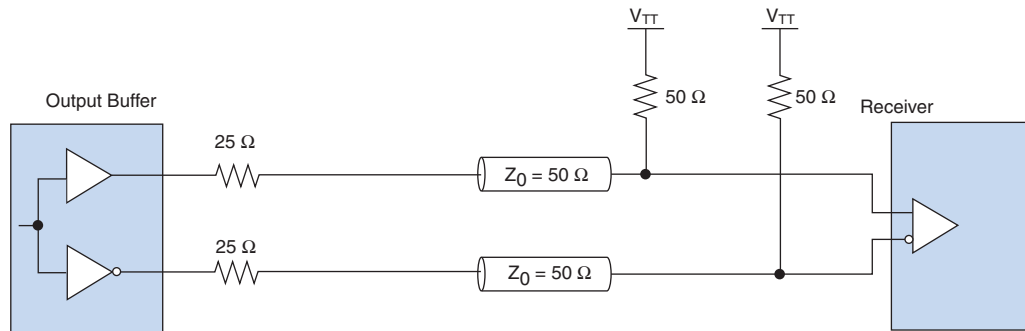 V_TT V_TT
Output Buffer
50 Ω 50 Ω
Receiver
25 Ω
Z_0 = 50 Ω
25 Ω
Z_0 = 50 Ω